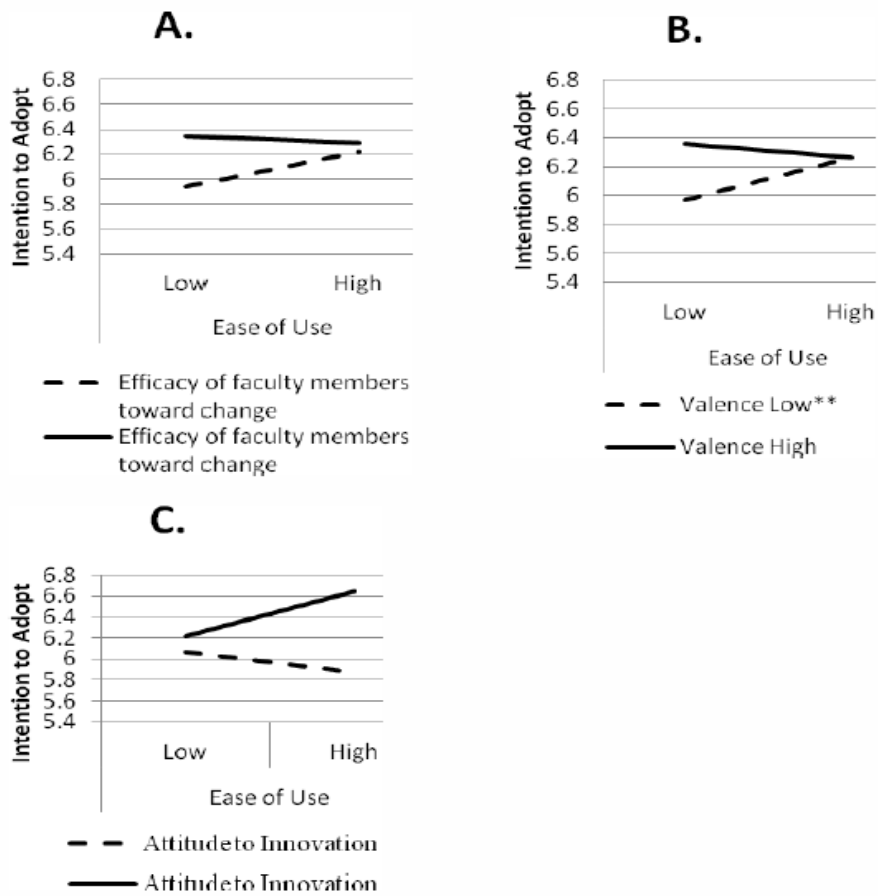 A.
Intention to Adopt
6.8
6.6
6.4
6.2
6
5.8
5.6
5.4
Low High
Ease of Use
Efficacy of faculty members
toward change
Efficacy of faculty members
toward change
B.
Intention to Adopt
6.8
6.6
6.4
6.2
6
5.8
5.6
5.4
Low High
Ease of Use
Valence Low**
Valence High
C.
Intention to Adopt
6.8
6.6
6.4
6.2
6
5.8
5.6
5.4
Low High
Ease of Use
Attitude to Innovation
Attitude to Innovation